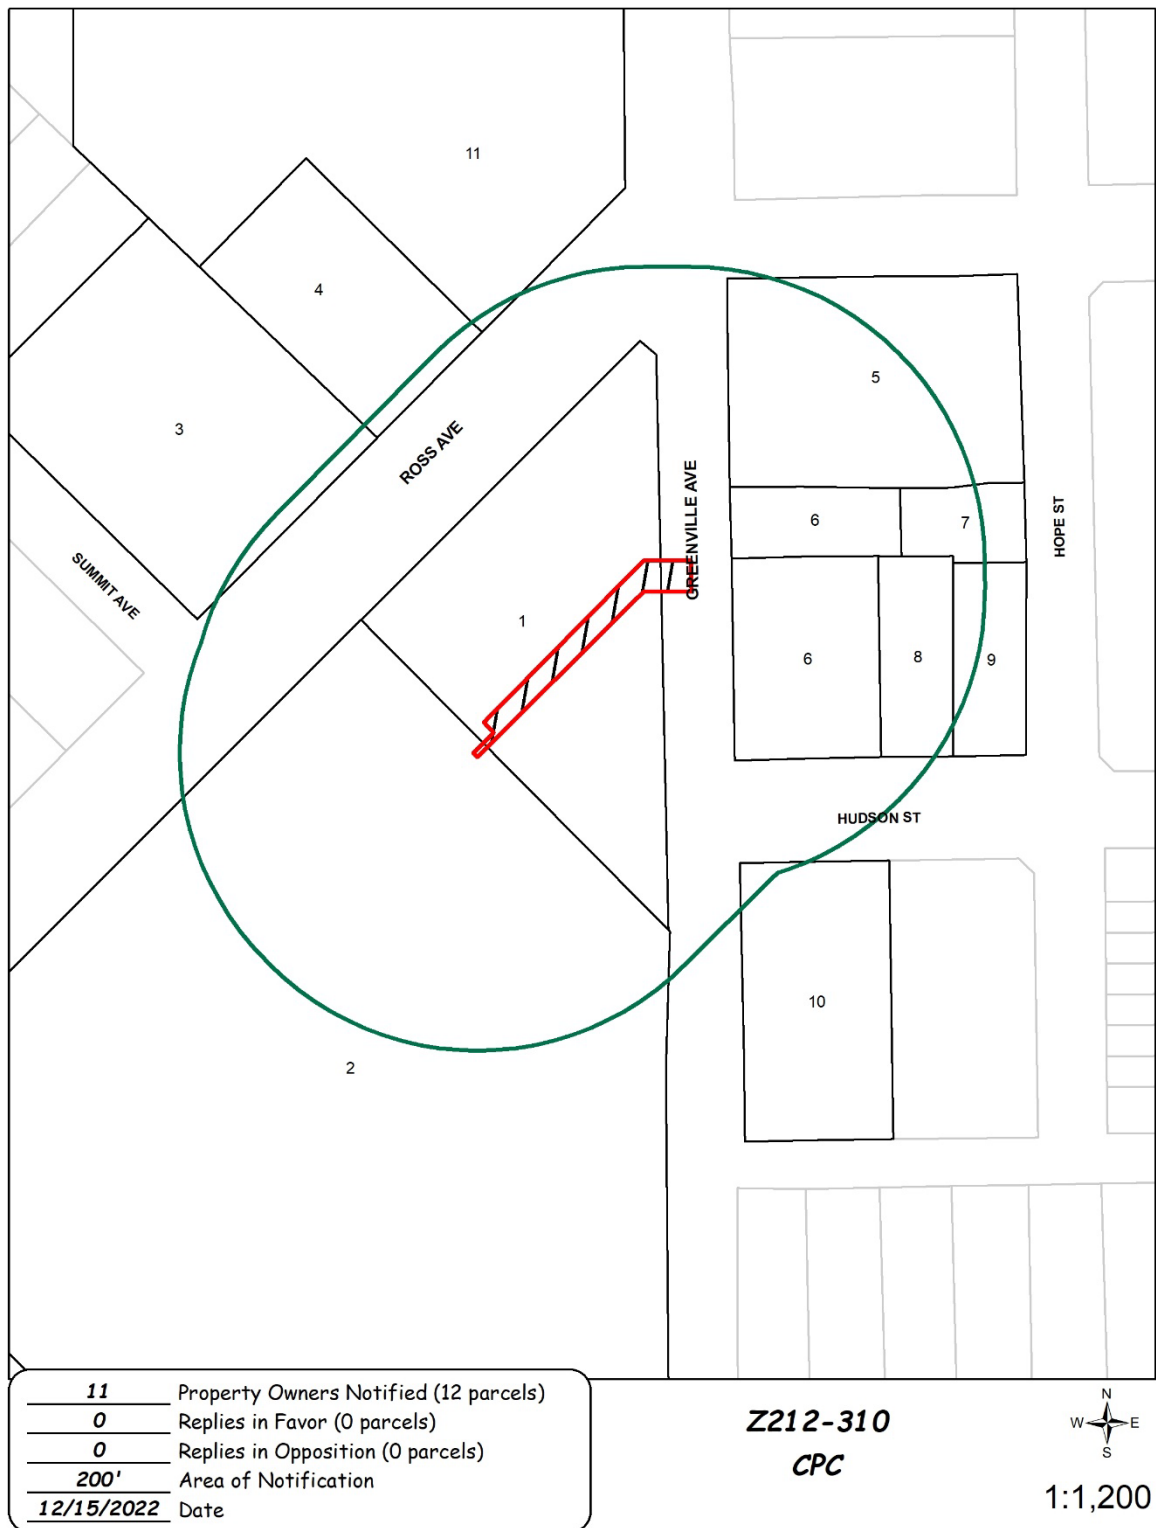 11
4
3
5
ROSS AVE
GREENVILLE AVE
HOPE ST
6
7
SUMMIT AVE
1
6
8
9
HUDSON ST
10
2
11 Property Owners Notified (12 parcels)
0 Replies in Favor (0 parcels)
0 Replies in Opposition (0 parcels)
200' Area of Notification
12/15/2022 Date
Z212-310
CPC
N
W E
S
1:1,200